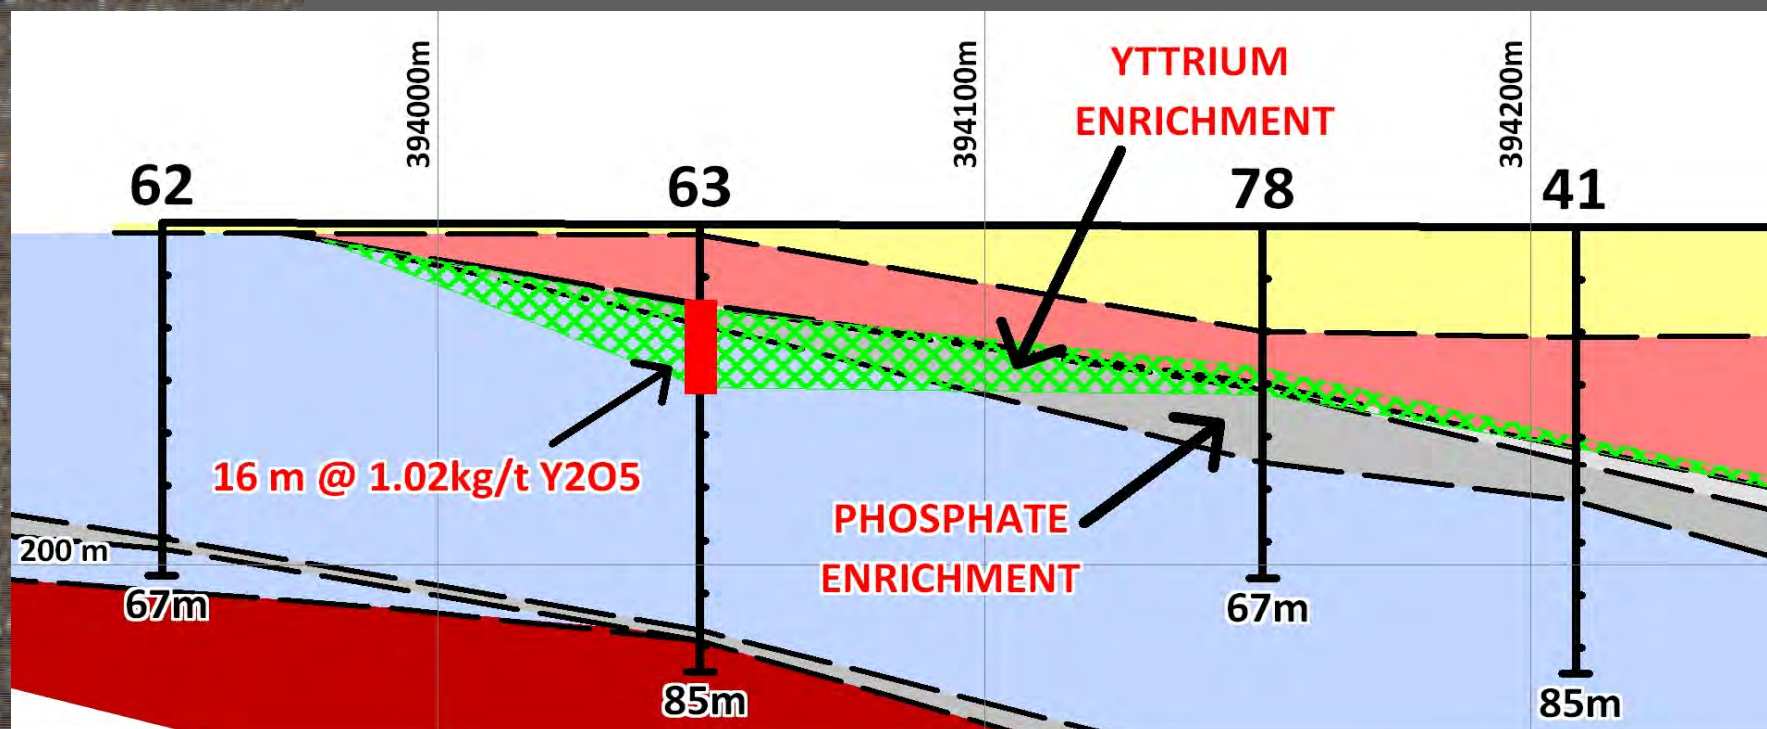 394000m
394100m
394200m
YTTRIUM
ENRICHMENT
62
63
78
41
16 m @ 1.02kg/t Y2O5
PHOSPHATE
ENRICHMENT
200 m
67m
85m
67m
85m